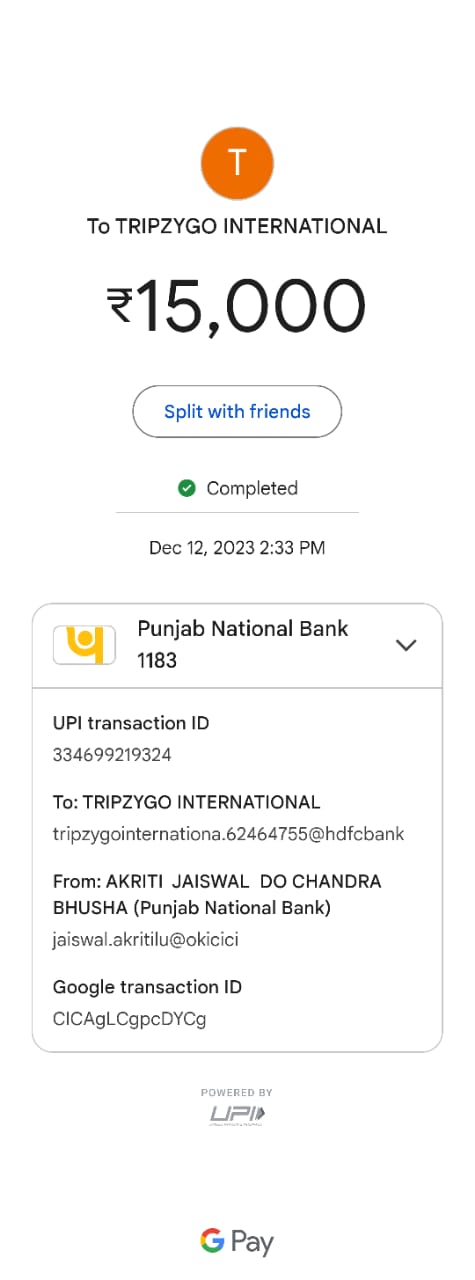 T
To TRIPZYGO INTERNATIONAL
₹15,000
Split with friends
Completed
Dec 12, 2023 2:33 PM
Punjab National Bank
1183
UPI transaction ID
334699219324
To: TRIPZYGO INTERNATIONAL
tripzygointernationa.62464755@hdfcbank
From: AKRITI JAISWAL DO CHANDRA
BHUSHA (Punjab National Bank)
jaiswal.akritilu@okicici
Google transaction ID
CICAgLCgpcDYCg
POWERED BY
UPI
G Pay